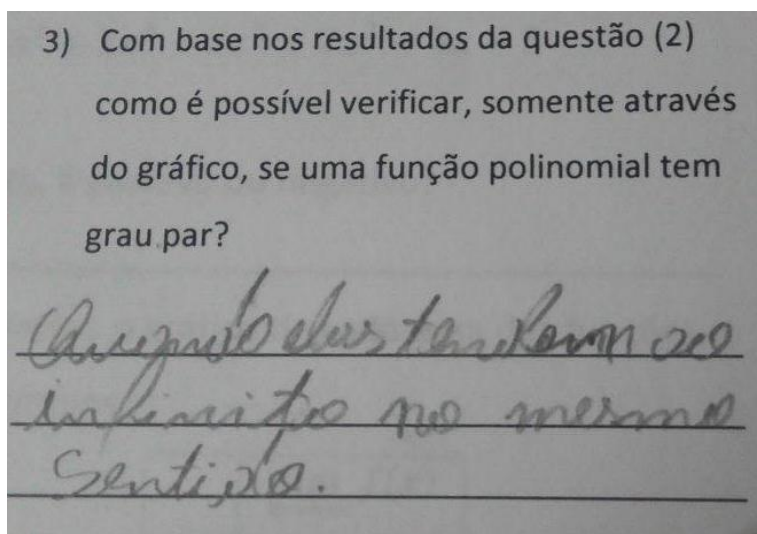 3) Com base nos resultados da questão (2)
como é possível verificar, somente através
do gráfico, se uma função polinomial tem
grau par?
Quando elas tendem ao
infinito no mesmo
sentido.